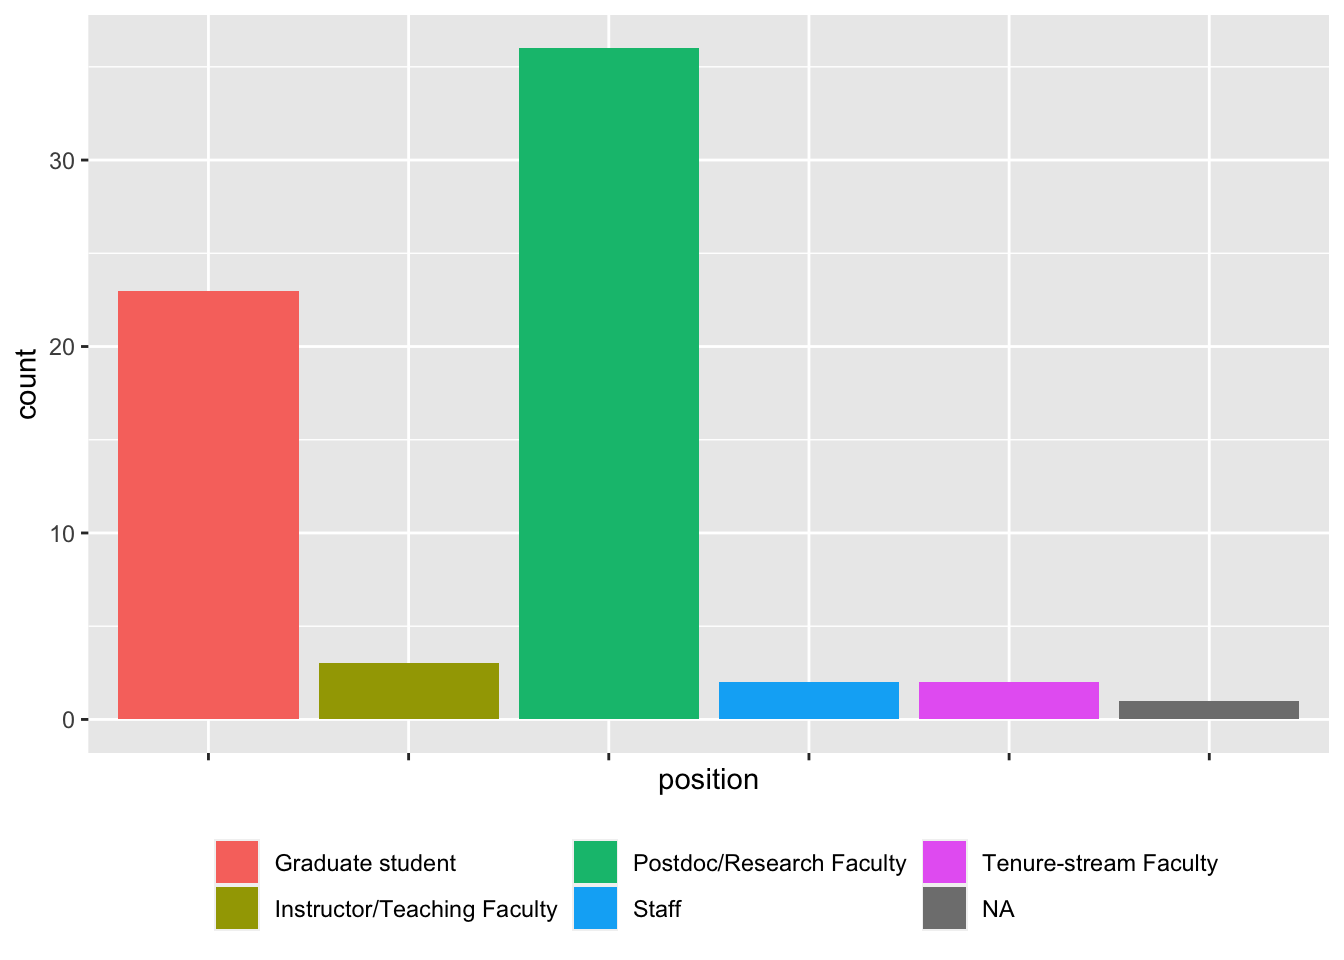 30
20
10
0
count
position
Graduate student
Postdoc/Research Faculty
Tenure-stream Faculty
Instructor/Teaching Faculty
Staff
NA